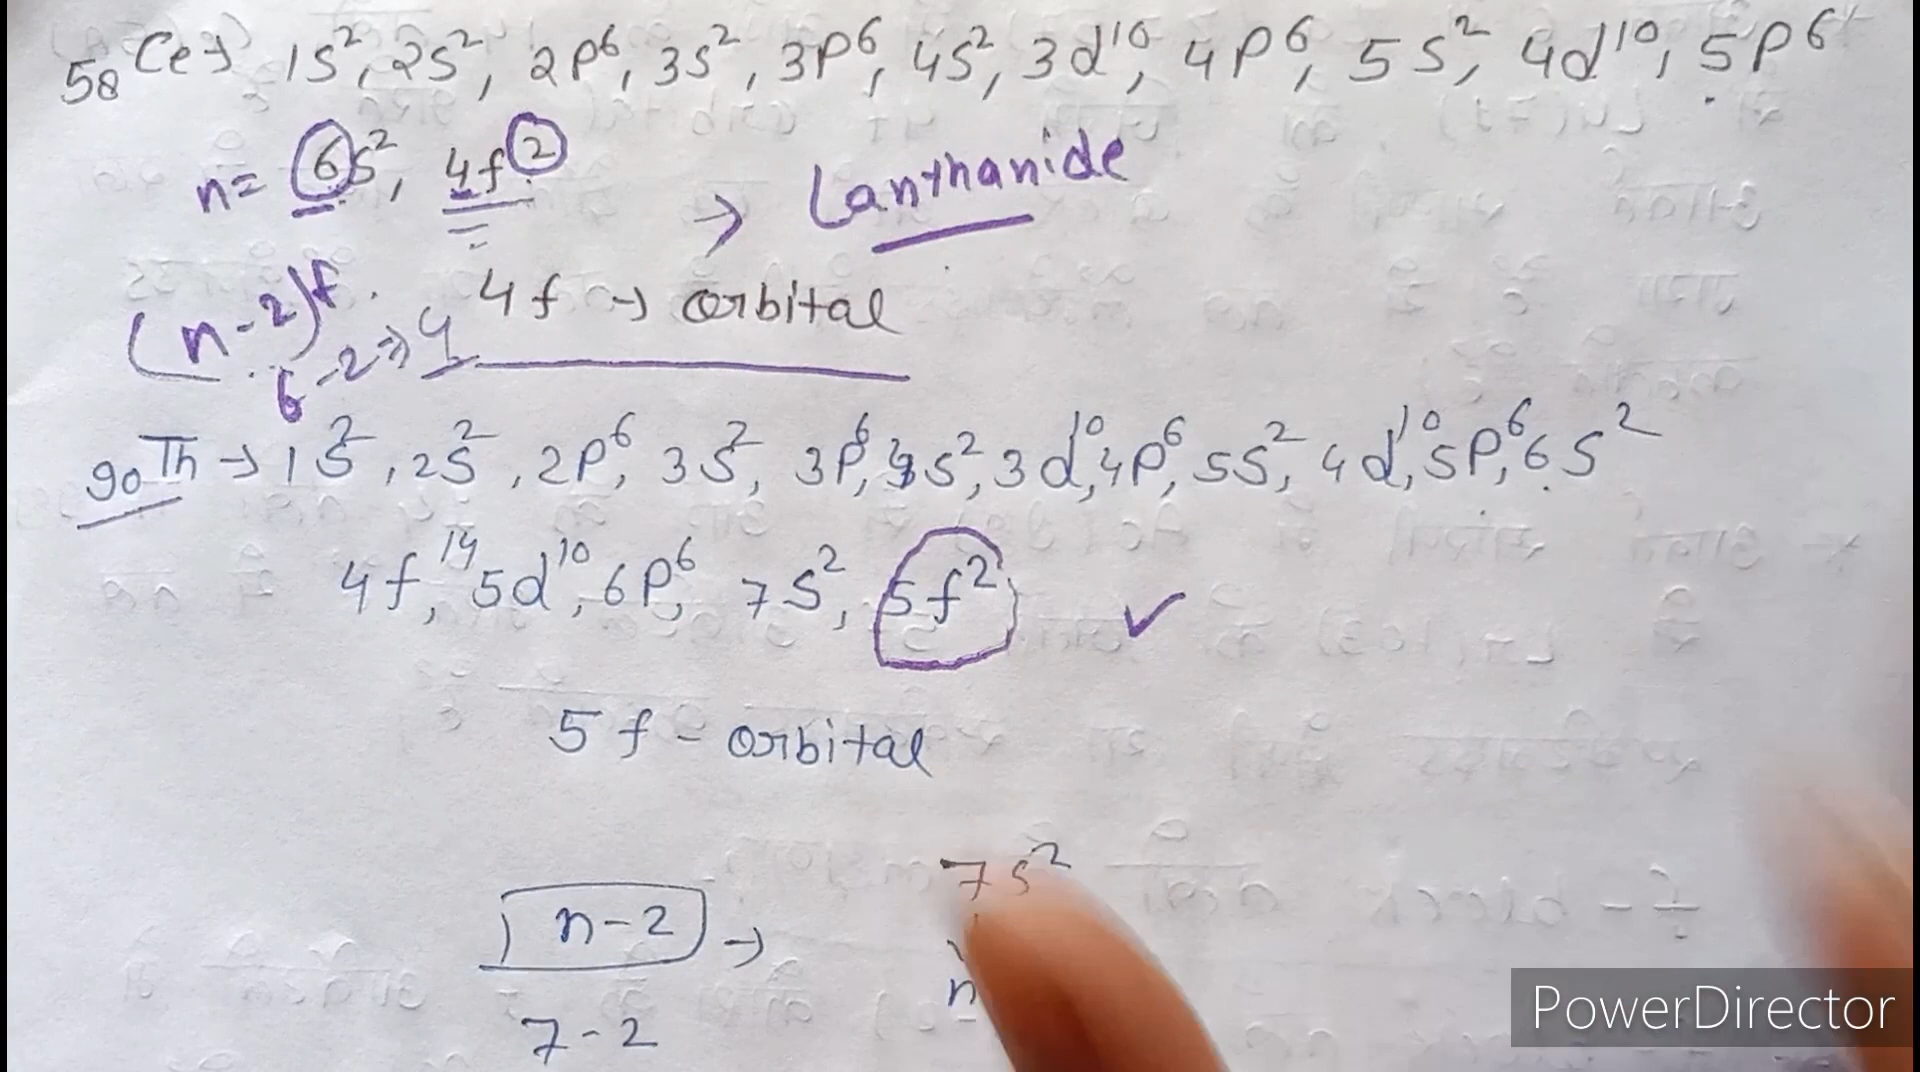 58Ce→ 1s², 2s², 2p⁶, 3s², 3p⁶, 4s², 3d¹⁰, 4p⁶, 5s², 4d¹⁰, 5p⁶
n= 6s², 4f² → Lanthanide
(n-2)f 4f → orbital
6-2⇒4
90Th → 1s², 2s², 2p⁶, 3s², 3p⁶, 4s², 3d¹⁰, 4p⁶, 5s², 4d¹⁰, 5p⁶, 6s²
4f¹⁴, 5d¹⁰, 6p⁶, 7s², 5f² ✓
5f - orbital
7s²
n-2 →
n
7-2
PowerDirector